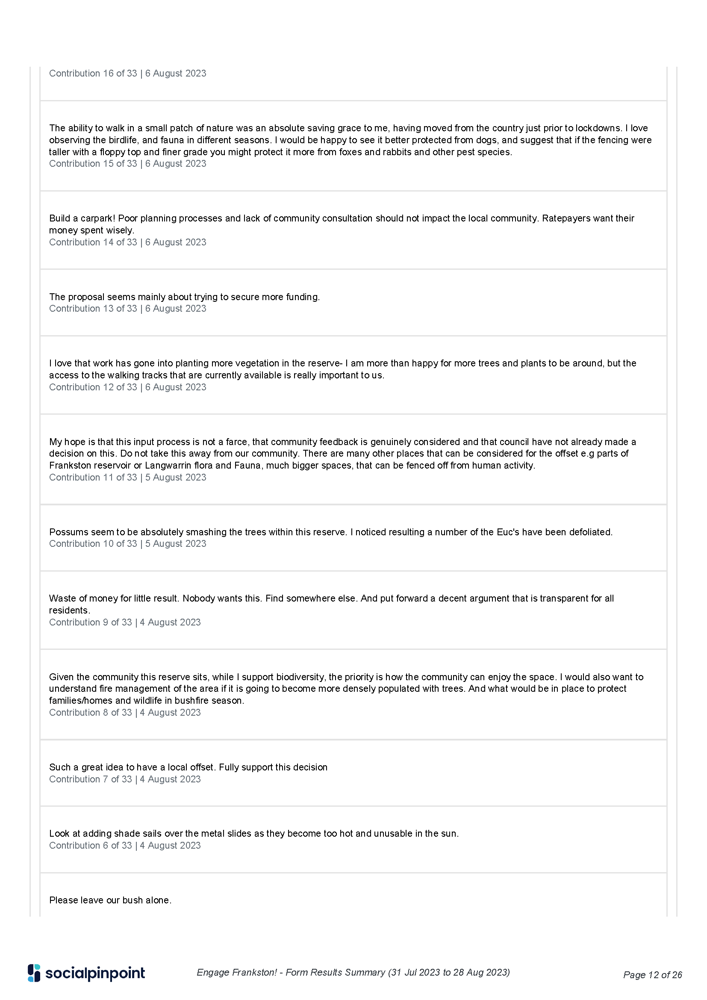 Contribution 16 of 33 | 6 August 2023
The ability to walk in a small patch of nature was an absolute saving grace to me, having moved from the country just prior to lockdowns. I love
observing the birdlife, and fauna in different seasons. I would be happy to see it better protected from dogs, and suggest that if the fencing were
taller with a floppy top and finer grade you might protect it more from foxes and rabbits and other pest species.
Contribution 15 of 33 | 6 August 2023
Build a carpark! Poor planning processes and lack of community consultation should not impact the local community. Ratepayers want their
money spent wisely.
Contribution 14 of 33 | 6 August 2023
The proposal seems mainly about trying to secure more funding.
Contribution 13 of 33 | 6 August 2023
I love that work has gone into planting more vegetation in the reserve- I am more than happy for more trees and plants to be around, but the
access to the walking tracks that are currently available is really important to us.
Contribution 12 of 33 | 6 August 2023
My hope is that this input process is not a farce, that community feedback is genuinely considered and that council have not already made a
decision on this. Do not take this away from our community. There are many other places that can be considered for the offset e.g parts of
Frankston reservoir or Langwarrin flora and Fauna, much bigger spaces, that can be fenced off from human activity.
Contribution 11 of 33 | 5 August 2023
Possums seem to be absolutely smashing the trees within this reserve. I noticed resulting a number of the Euc's have been defoliated.
Contribution 10 of 33 | 5 August 2023
Waste of money for little result. Nobody wants this. Find somewhere else. And put forward a decent argument that is transparent for all
residents.
Contribution 9 of 33 | 4 August 2023
Given the community this reserve sits, while I support biodiversity, the priority is how the community can enjoy the space. I would also want to
understand fire management of the area if it is going to become more densely populated with trees. And what would be in place to protect
families/homes and wildlife in bushfire season.
Contribution 8 of 33 | 4 August 2023
Such a great idea to have a local offset. Fully support this decision
Contribution 7 of 33 | 4 August 2023
Look at adding shade sails over the metal slides as they become too hot and unusable in the sun.
Contribution 6 of 33 | 4 August 2023
Please leave our bush alone.
socialpinpoint
Engage Frankston! - Form Results Summary (31 Jul 2023 to 28 Aug 2023)
Page 12 of 26